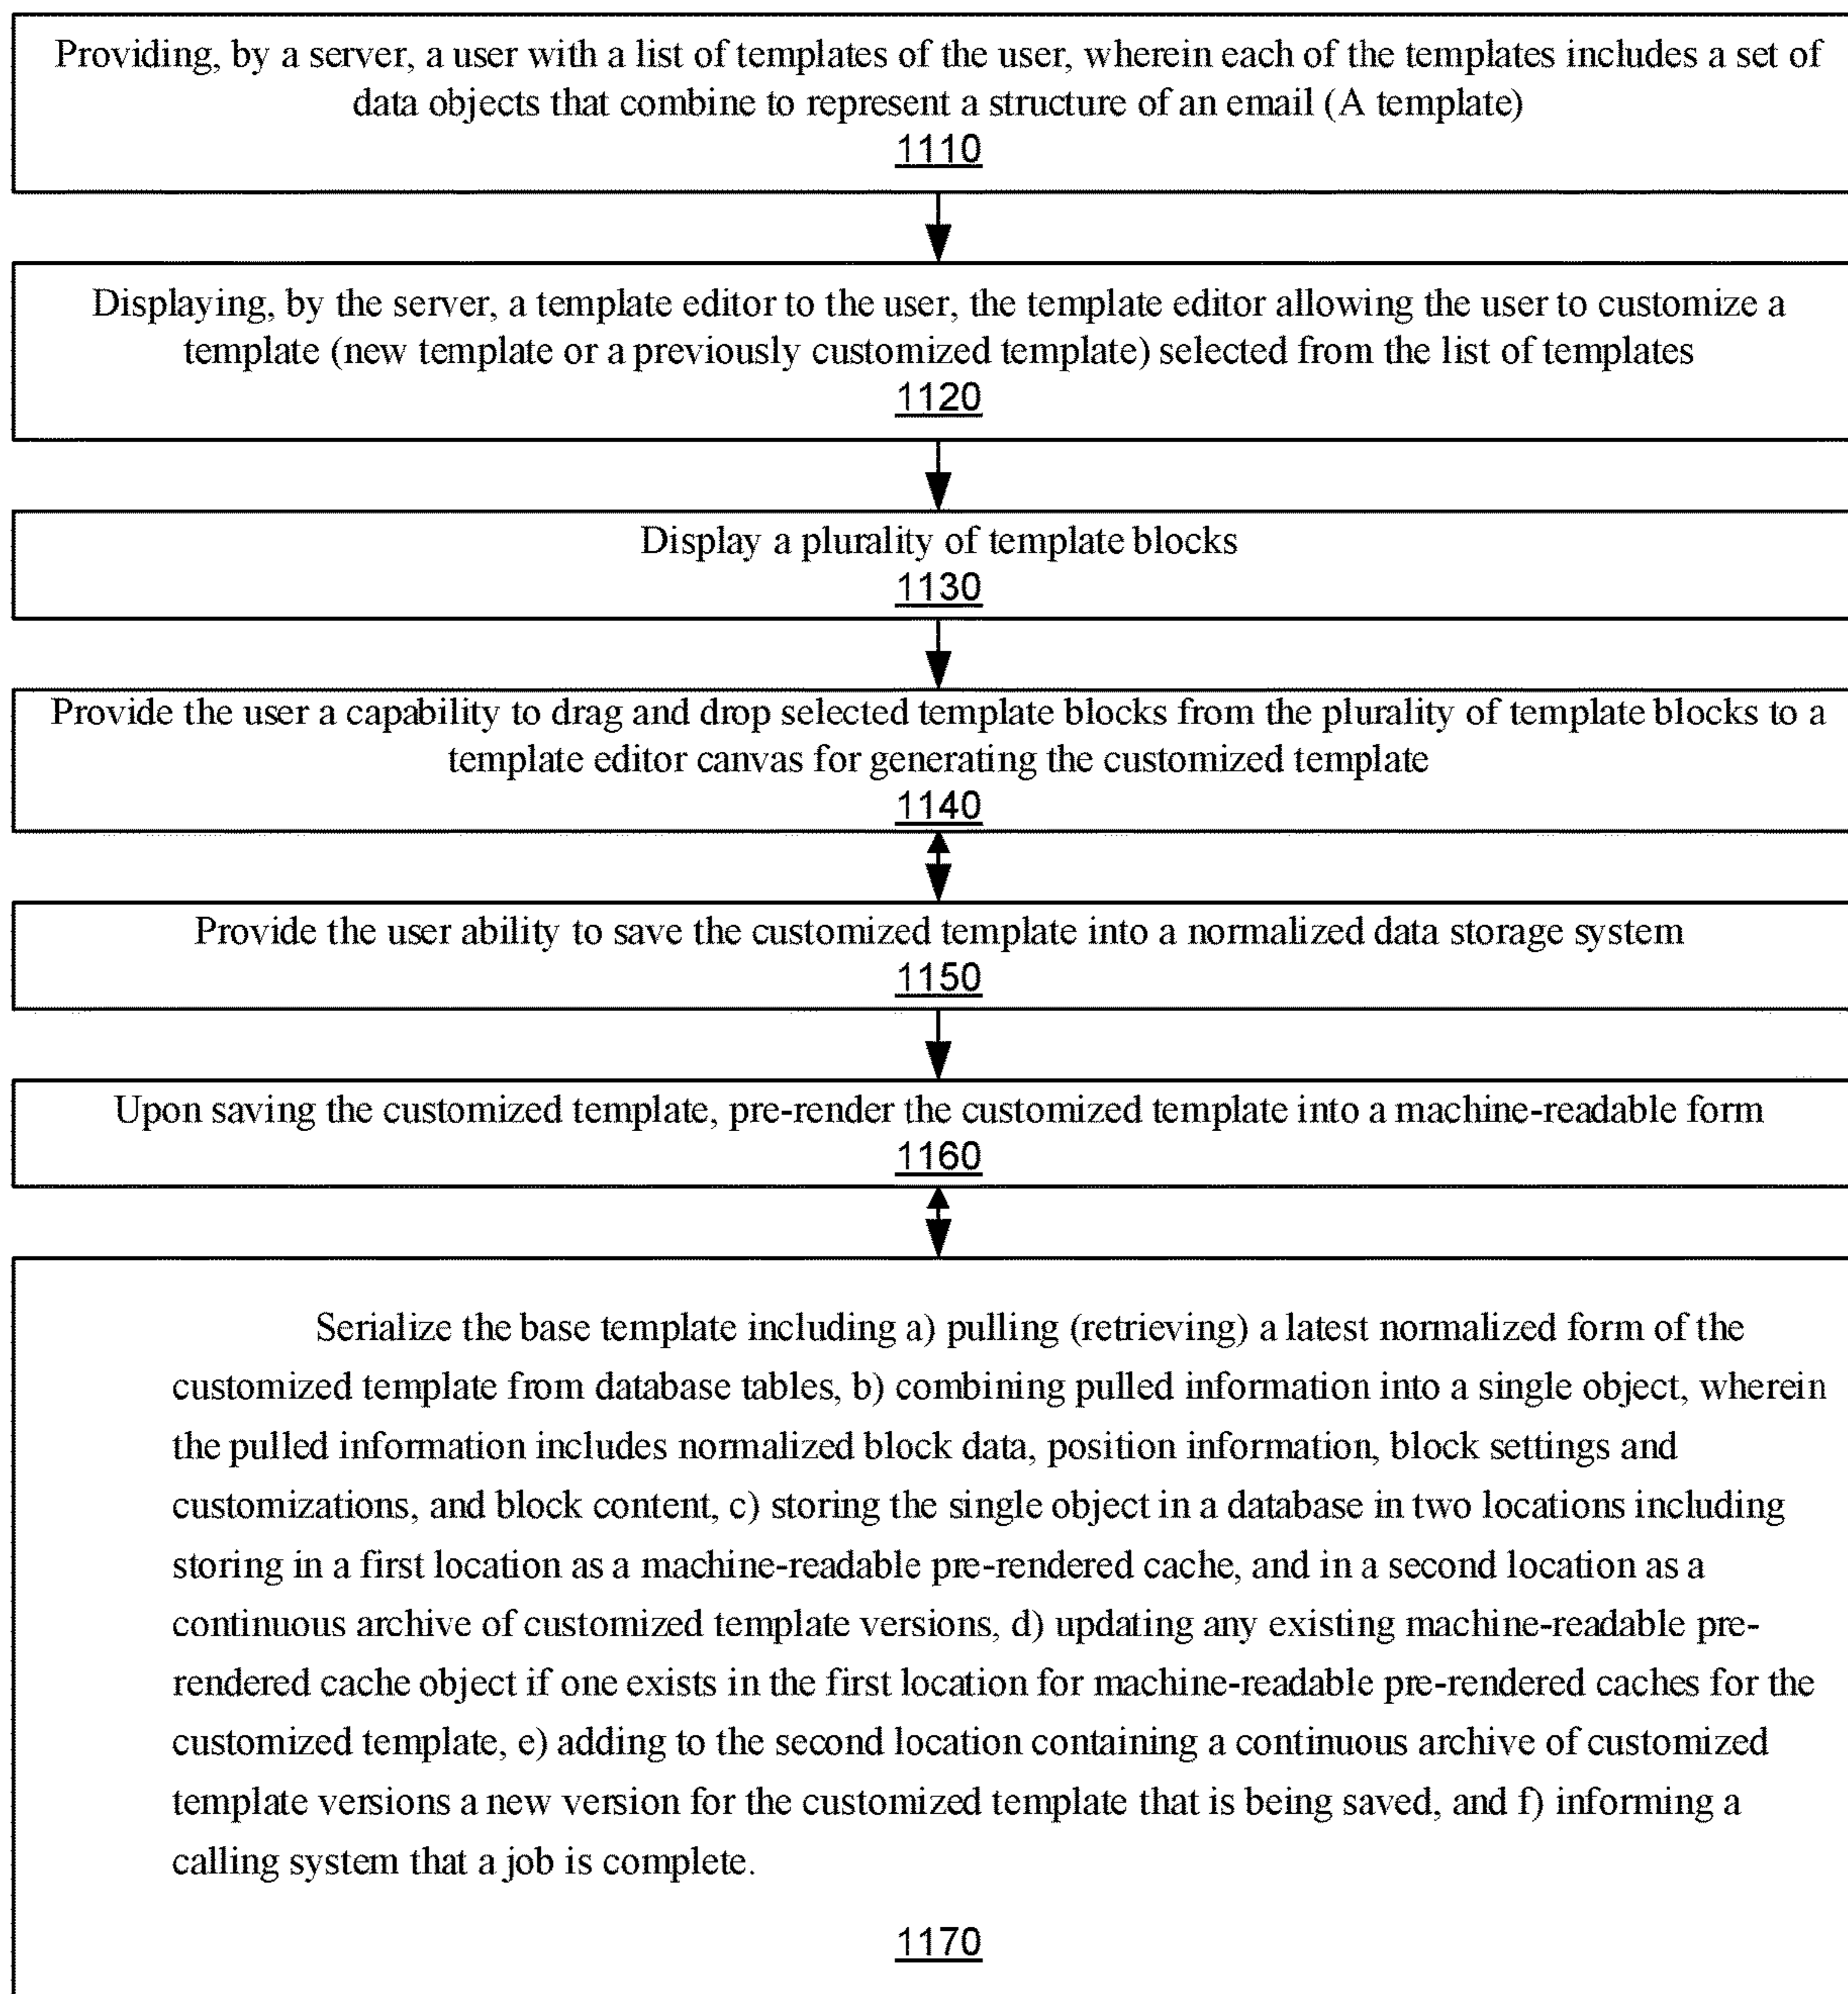 Providing, by a server, a user with a list of templates of the user, wherein each of the templates includes a set of
data objects that combine to represent a structure of an email (A template)
1110
Displaying, by the server, a template editor to the user, the template editor allowing the user to customize a
template (new template or a previously customized template) selected from the list of templates
1120
Display a plurality of template blocks
1130
Provide the user a capability to drag and drop selected template blocks from the plurality of template blocks to a
template editor canvas for generating the customized template
1140
Provide the user ability to save the customized template into a normalized data storage system
1150
Upon saving the customized template, pre-render the customized template into a machine-readable form
1160
Serialize the base template including a) pulling (retrieving) a latest normalized form of the
customized template from database tables, b) combining pulled information into a single object, wherein
the pulled information includes normalized block data, position information, block settings and
customizations, and block content, c) storing the single object in a database in two locations including
storing in a first location as a machine-readable pre-rendered cache, and in a second location as a
continuous archive of customized template versions, d) updating any existing machine-readable pre-
rendered cache object if one exists in the first location for machine-readable pre-rendered caches for the
customized template, e) adding to the second location containing a continuous archive of customized
template versions a new version for the customized template that is being saved, and f) informing a
calling system that a job is complete.
1170